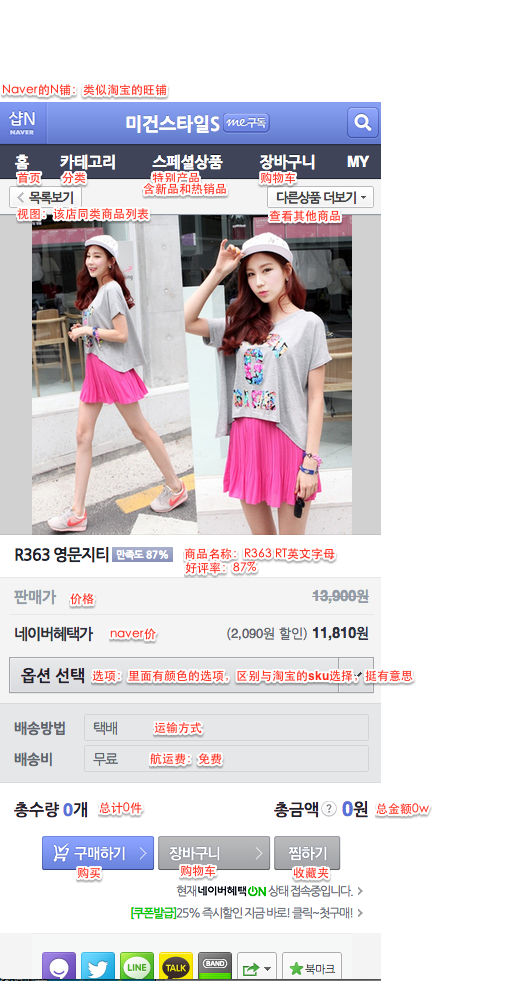 Naver的N铺：类似淘宝的旺铺
샵N
NAVER
미건스타일S
me구독
홈 카테고리 스페셜상품 장바구니 MY
首页 分类 特别产品 购物车
含新品和热销品
목록보기 다른상품 더보기
视图：该店同类商品列表 查看其他商品
R363 영문지티 만족도 87% 商品名称：R363 RT英文字母
好评率：87%
판매가 价格 13,900원
네이버혜택가 naver价 (2,090원 할인) 11,810원
옵션 선택 选项：里面有颜色的选项，区别与淘宝的sku选择，挺有意思
배송방법 택배 运输方式
배송비 무료 航运费：免费
총수량 0개 总计0件 총금액 ? 0원 总金额0w
구매하기 장바구니 찜하기
购买 购物车 收藏夹
현재 네이버혜택ON 상태 접속중입니다.
[쿠폰발급]25% 즉시할인 지금 바로! 클릭~첫구매!
LINE TALK BAND 북마크